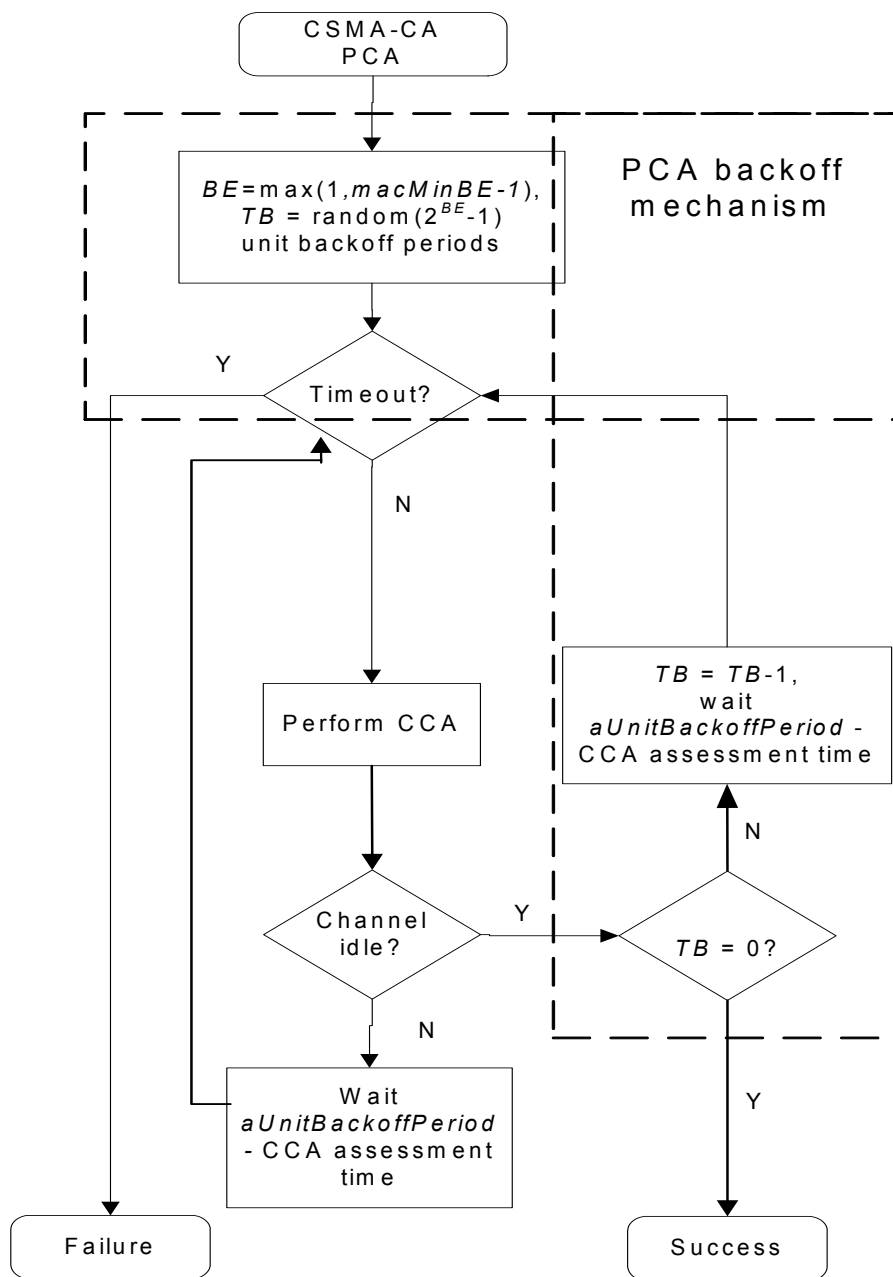 CSMA-CA
PCA
BE=max(1,macMinBE-1),
TB = random(2^BE-1)
unit backoff periods
PCA backoff
mechanism
Y
Timeout?
N
Perform CCA
TB = TB-1,
wait
aUnitBackoffPeriod -
CCA assessment time
N
Channel
idle?
Y
TB = 0?
N
Wait
aUnitBackoffPeriod
- CCA assessment
time
Y
Failure
Success